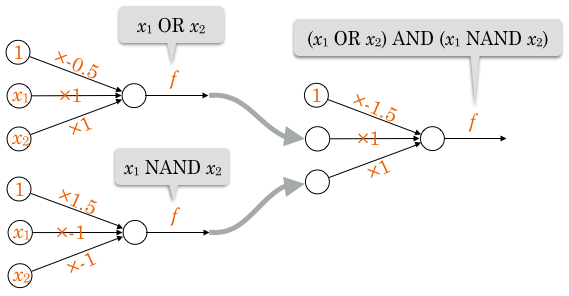 x₁ OR x₂
1
×-0.5
f
x₁
×1
x₂
×1
(x₁ OR x₂) AND (x₁ NAND x₂)
1
×-1.5
f
×1
×1
x₁ NAND x₂
1
×1.5
f
x₁
×-1
x₂
×-1